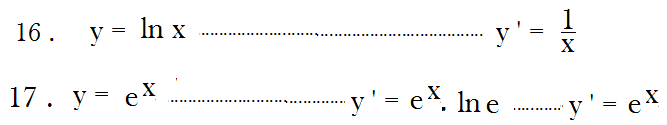 16 . y = ln x ........................ y ' = 1/x
17 . y = e^x ........................ y ' = e^x. ln e .......... y ' = e^x